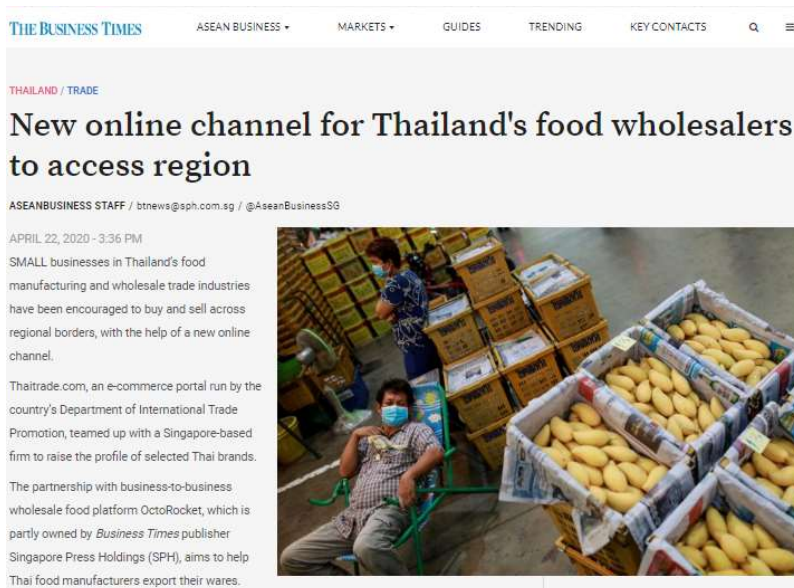 THE BUSINESS TIMES
ASEAN BUSINESS
MARKETS
GUIDES
TRENDING
KEY CONTACTS
THAILAND / TRADE
New online channel for Thailand's food wholesalers
to access region
ASEANBUSINESS STAFF / btnews@sph.com.sg / @AseanBusinessSG
APRIL 22, 2020 - 3:36 PM
SMALL businesses in Thailand's food
manufacturing and wholesale trade industries
have been encouraged to buy and sell across
regional borders, with the help of a new online
channel.
Thaitrade.com, an e-commerce portal run by the
country's Department of International Trade
Promotion, teamed up with a Singapore-based
firm to raise the profile of selected Thai brands.
The partnership with business-to-business
wholesale food platform OctoRocket, which is
partly owned by Business Times publisher
Singapore Press Holdings (SPH), aims to help
Thai food manufacturers export their wares.